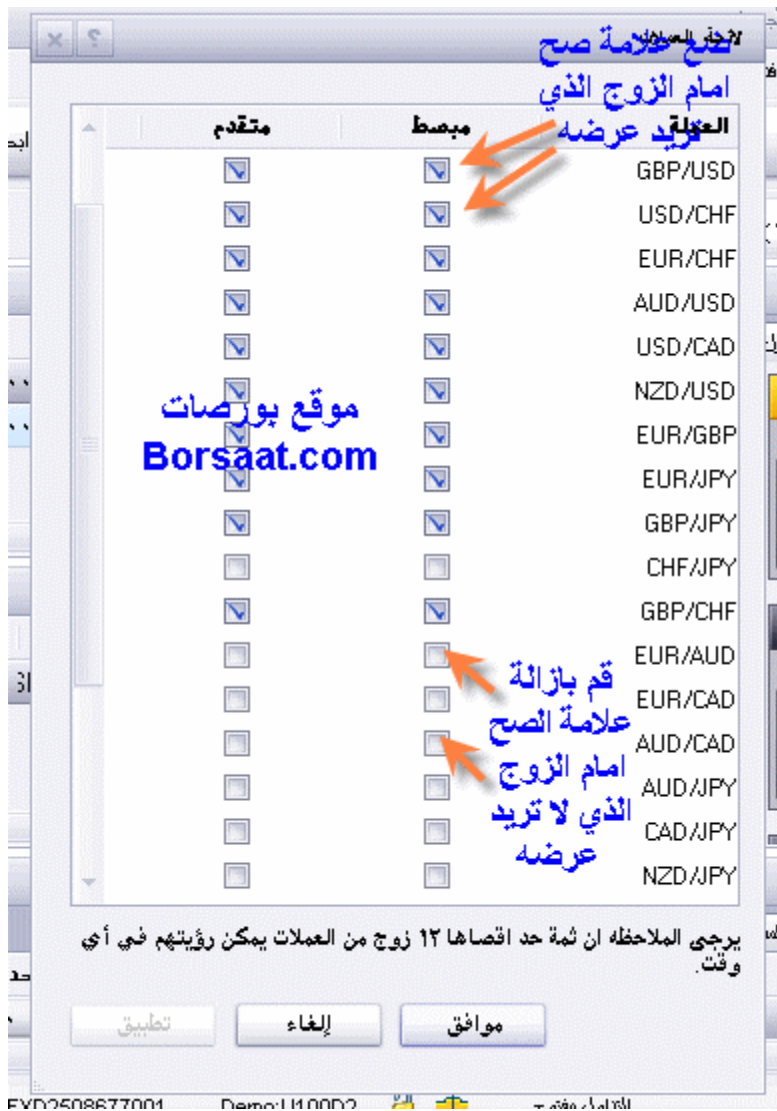 لائحة العملات
ضع علامة صح
امام الزوج الذي
تريد عرضه
العملة مبسط متقدم
GBP/USD
USD/CHF
EUR/CHF
AUD/USD
USD/CAD
NZD/USD
موقع بورصات
EUR/GBP
Borsaat.com
EUR/JPY
GBP/JPY
CHF/JPY
GBP/CHF
EUR/AUD
قم بازالة
EUR/CAD
علامة الصح
AUD/CAD
امام الزوج
AUD/JPY
الذي لا تريد
CAD/JPY
عرضه
NZD/JPY
يرجى الملاحظه ان ثمة حد اقصاها ١٢ زوج من العملات يمكن رؤيتهم في أي
وقت.
موافق إلغاء تطبيق